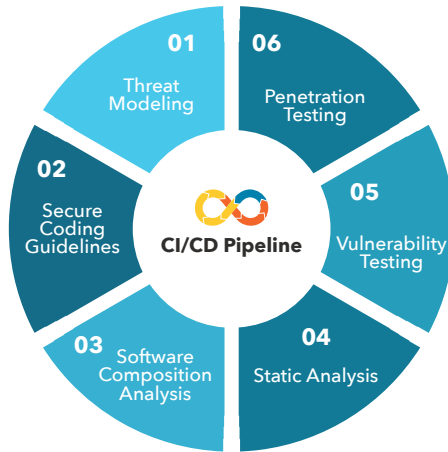 01
Threat
Modeling
02
Secure
Coding
Guidelines
03
Software
Composition
Analysis
04
Static Analysis
05
Vulnerability
Testing
06
Penetration
Testing
CI/CD Pipeline